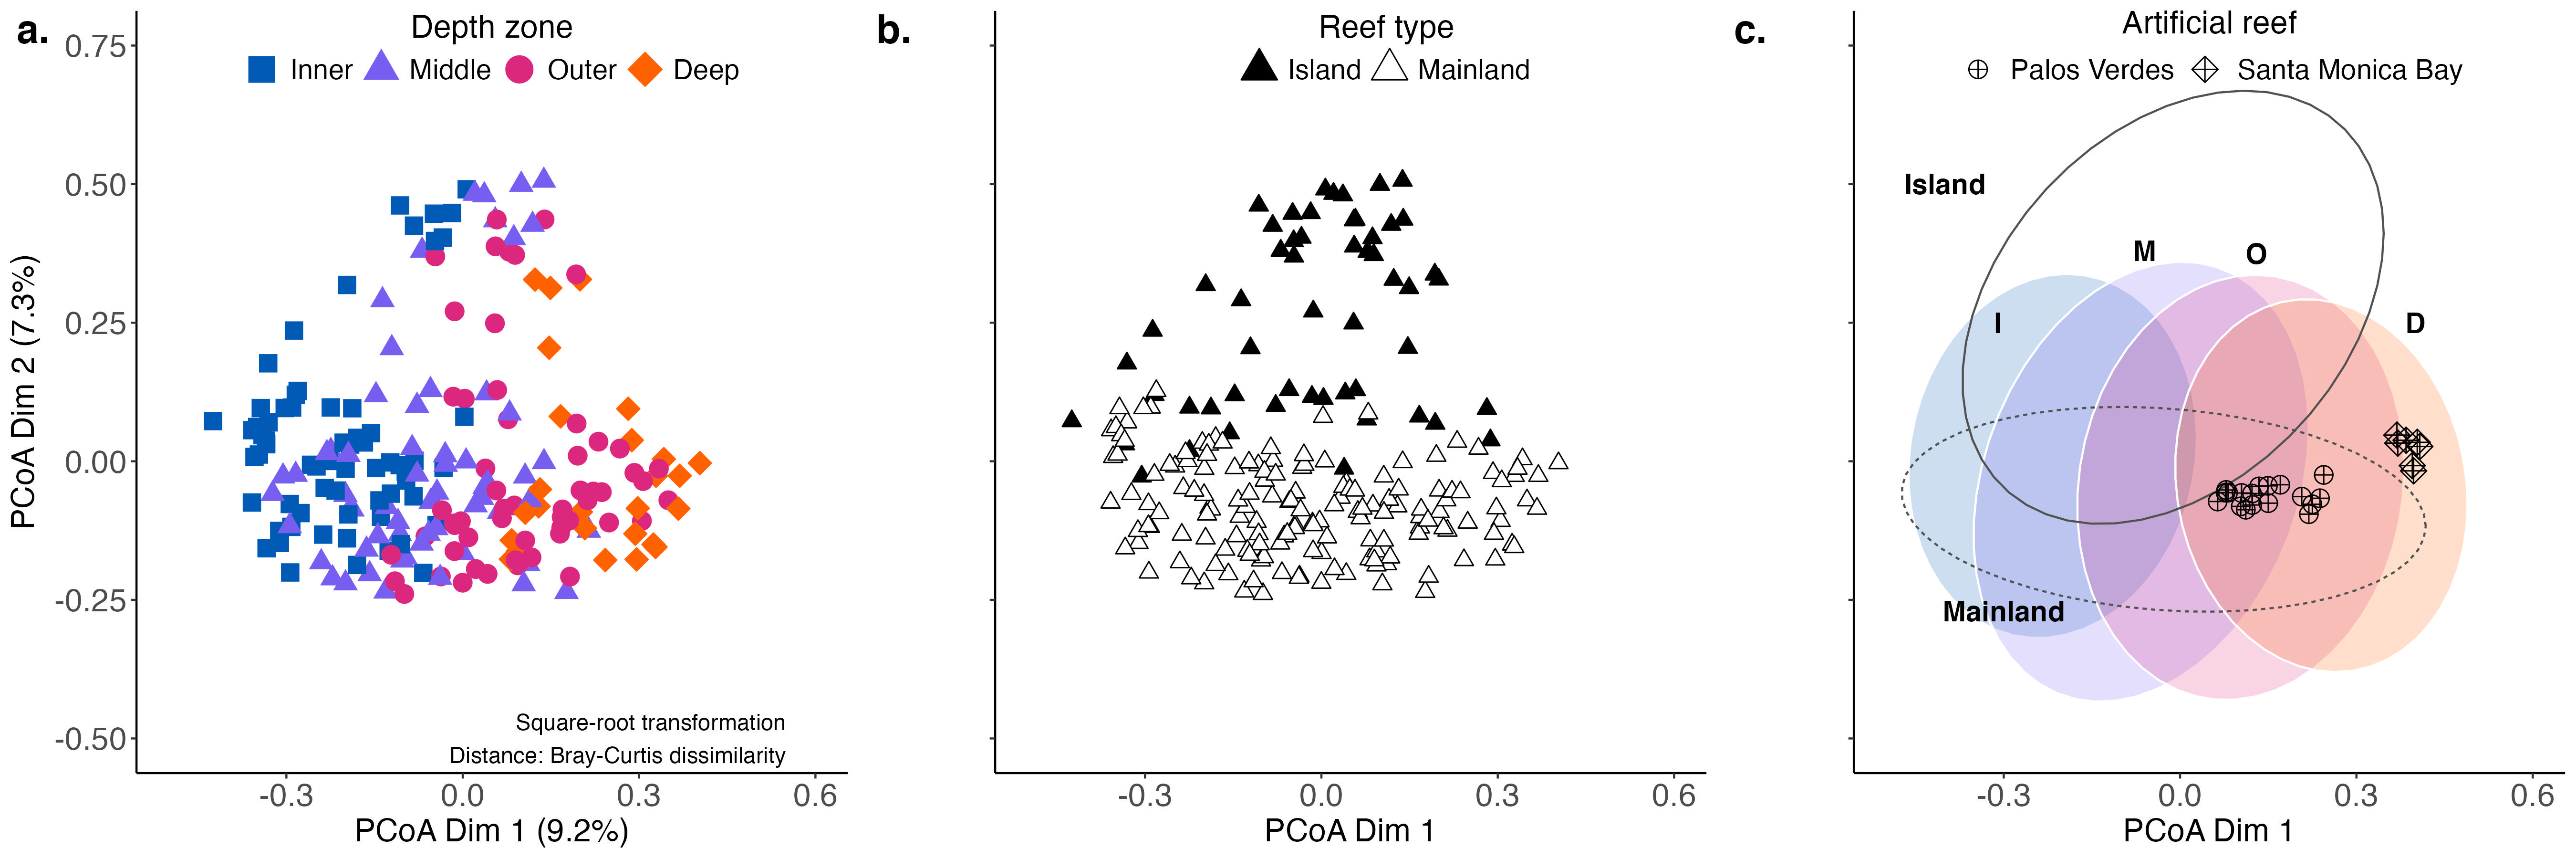 a.
Depth zone
Inner Middle Outer Deep
0.75
0.50
0.25
0.00
-0.25
-0.50
PCoA Dim 2 (7.3%)
Square-root transformation
Distance: Bray-Curtis dissimilarity
-0.3 0.0 0.3 0.6
PCoA Dim 1 (9.2%)
b.
Reef type
Island Mainland
-0.3 0.0 0.3 0.6
PCoA Dim 1
c.
Artificial reef
Palos Verdes Santa Monica Bay
Island
M O
I D
Mainland
-0.3 0.0 0.3 0.6
PCoA Dim 1